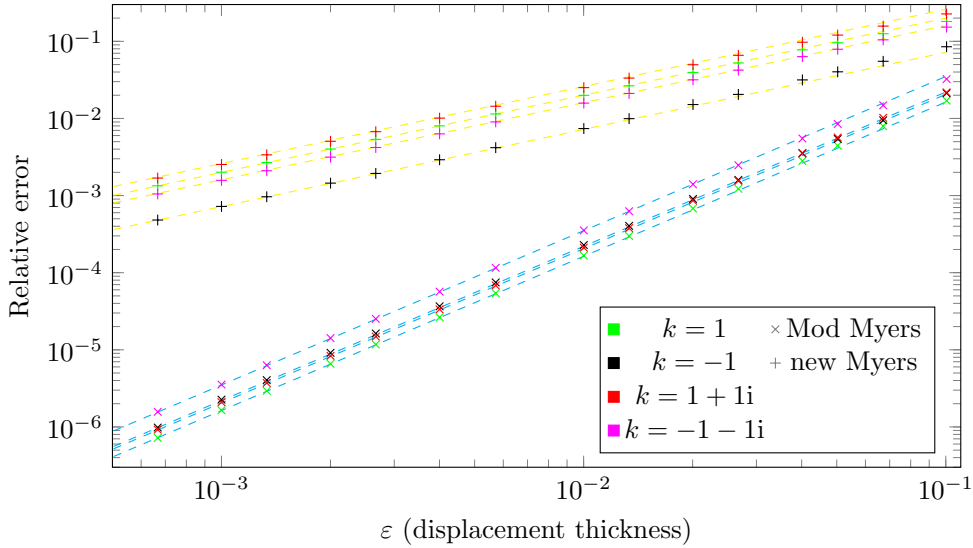 10^{-1}
10^{-2}
10^{-3}
10^{-4}
10^{-5}
10^{-6}
Relative error
k = 1 × Mod Myers
k = −1 + new Myers
k = 1 + 1i
k = −1 − 1i
10^{-3} 10^{-2} 10^{-1}
ε (displacement thickness)